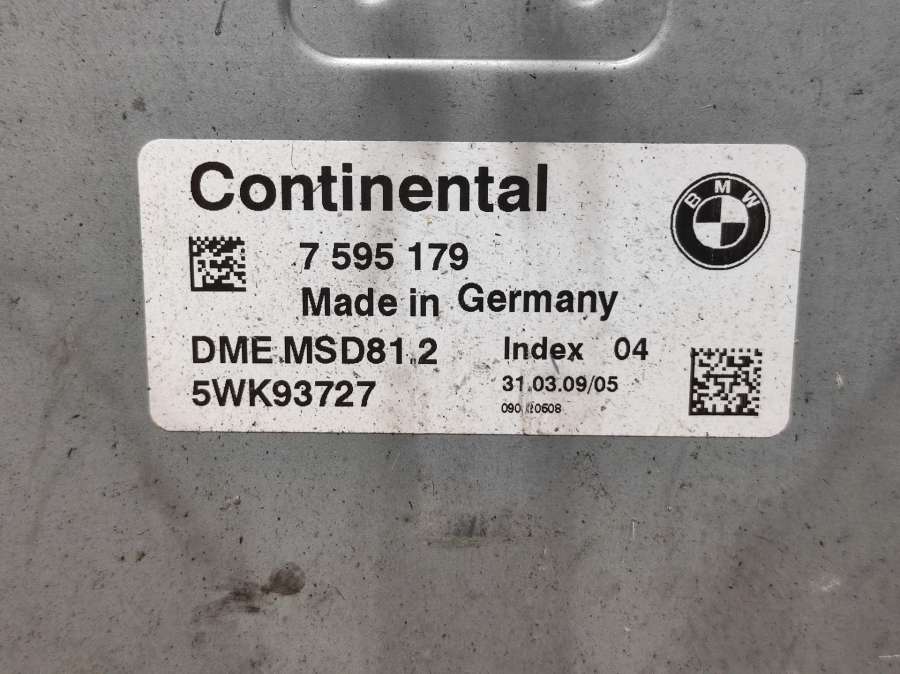 Continental
BMW
7 595 179
Made in Germany
DME.MSD81.2
Index 04
5WK93727
31.03.09/05